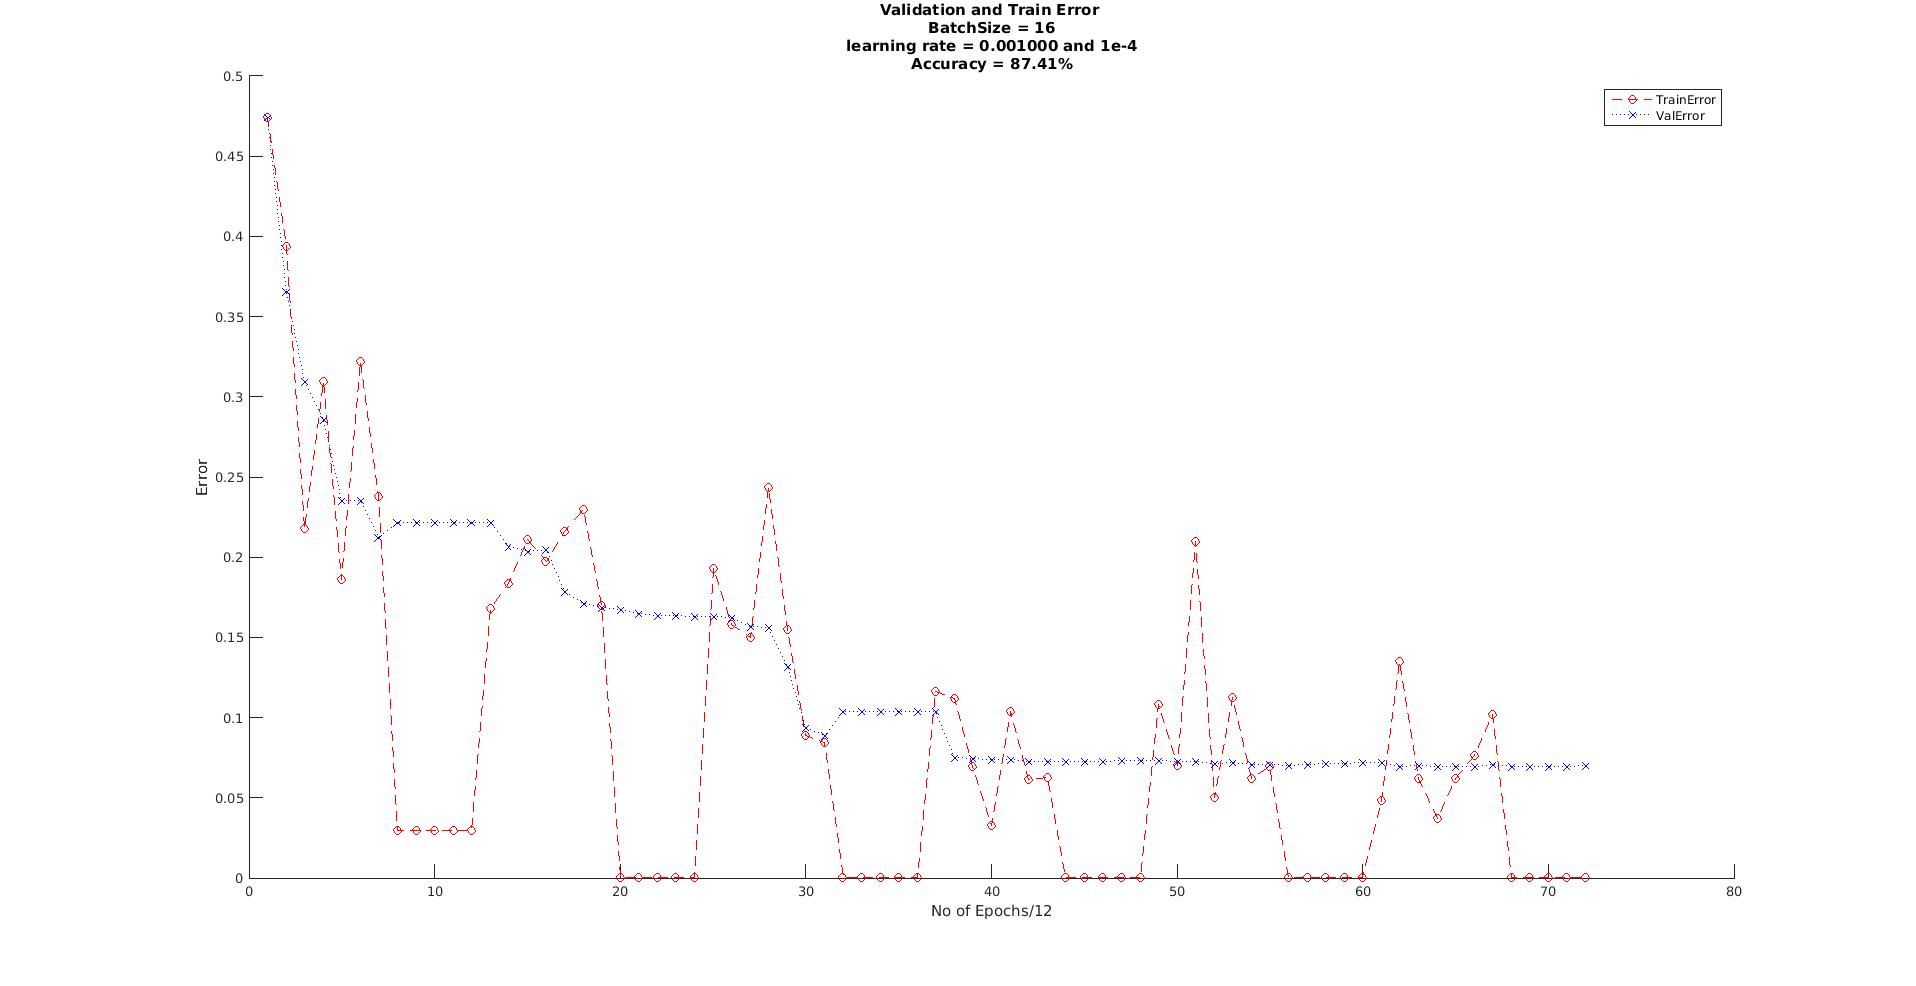 Validation and Train Error
BatchSize = 16
learning rate = 0.001000 and 1e-4
Accuracy = 87.41%
TrainError
ValError
0.5
0.45
0.4
0.35
0.3
0.25
0.2
0.15
0.1
0.05
0
Error
0 10 20 30 40 50 60 70 80
No of Epochs/12